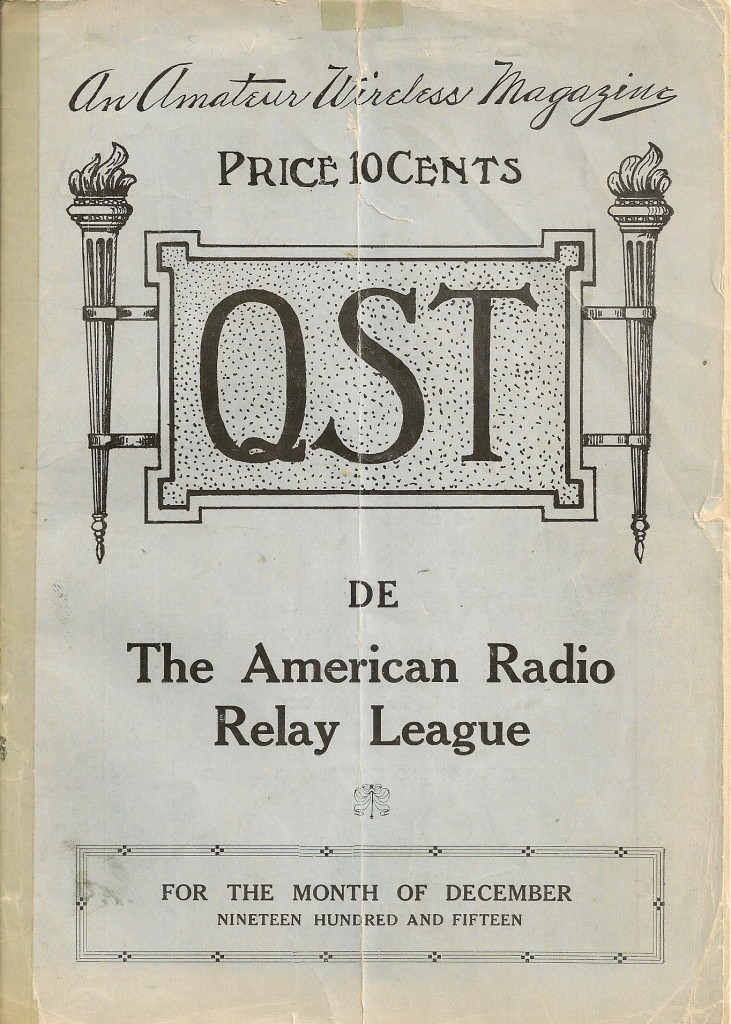 An Amateur Wireless Magazine
PRICE 10 CENTS
QST
DE
The American Radio
Relay League
FOR THE MONTH OF DECEMBER
NINETEEN HUNDRED AND FIFTEEN